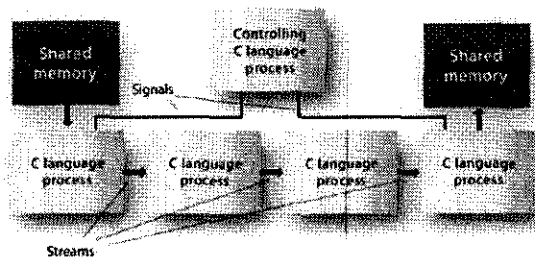 Shared
memory
Controlling
C language
process
Shared
memory
Signals
C language
process
C language
process
C language
process
C language
process
Streams